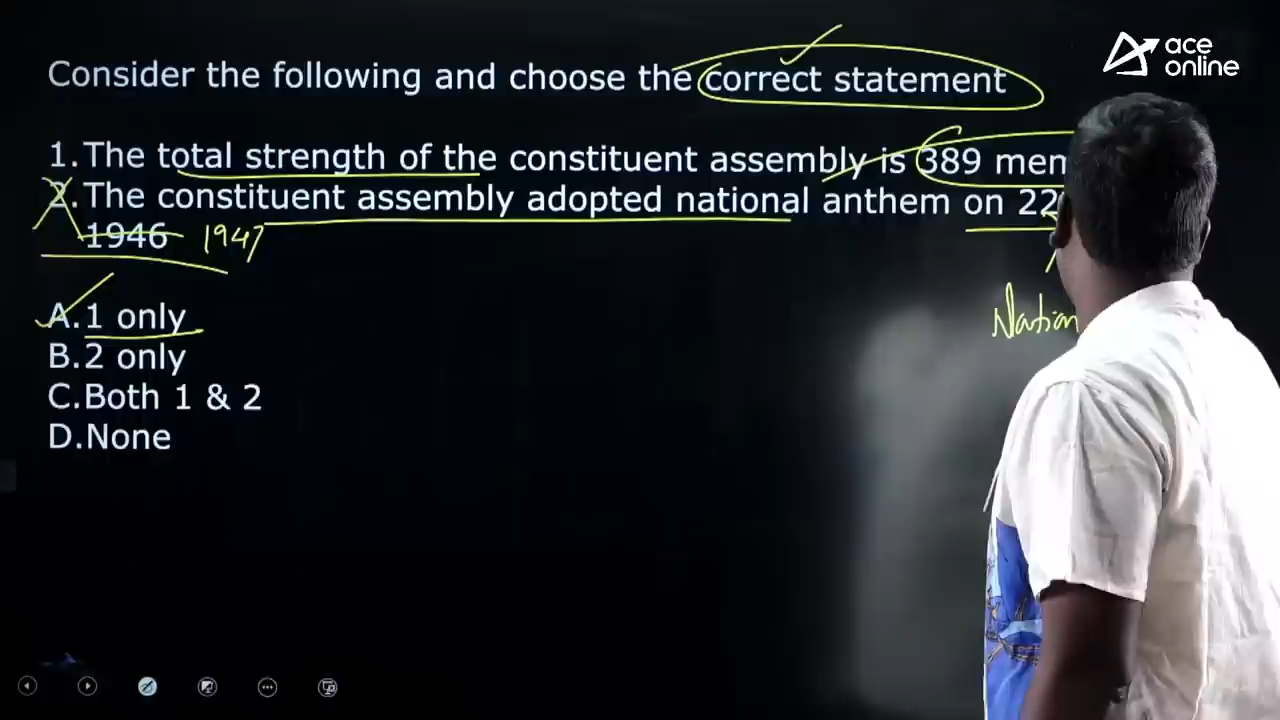 ace
online
Consider the following and choose the correct statement
1.The total strength of the constituent assembly is 389
2.The constituent assembly adopted national anthem on
1946 1947
A.1 only
Nation
B.2 only
C.Both 1 & 2
D.None